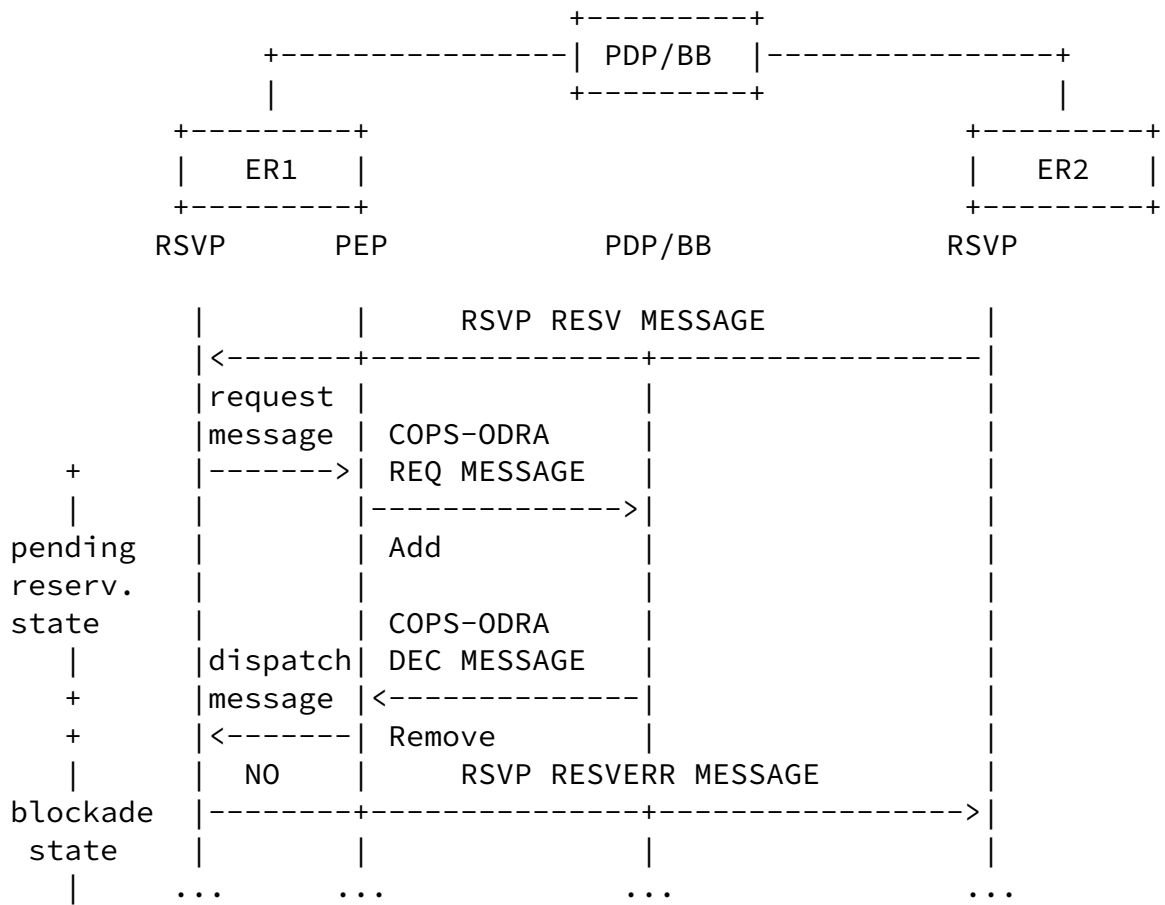 PDP/BB
ER1 ER2
RSVP PEP PDP/BB RSVP
RSVP RESV MESSAGE
request
message COPS-ODRA
REQ MESSAGE
pending Add
reserv.
state COPS-ODRA
dispatch DEC MESSAGE
message
Remove
NO RSVP RESVERR MESSAGE
blockade
state
... ... ... ...